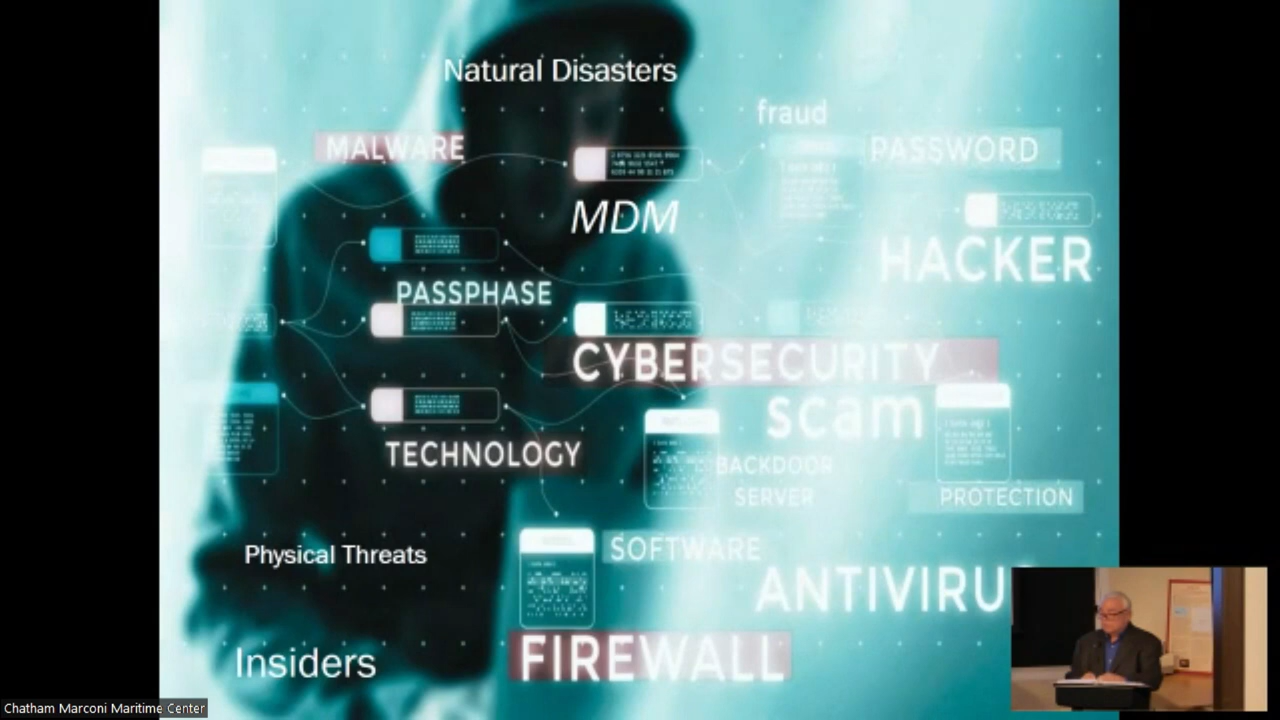 Natural Disasters
fraud
MALWARE
PASSWORD
MDM
HACKER
PASSPHASE
CYBERSECURITY
scam
TECHNOLOGY
BACKDOOR
SERVER
PROTECTION
Physical Threats
SOFTWARE
ANTIVIRU
Insiders
FIREWALL
Chatham Marconi Maritime Center